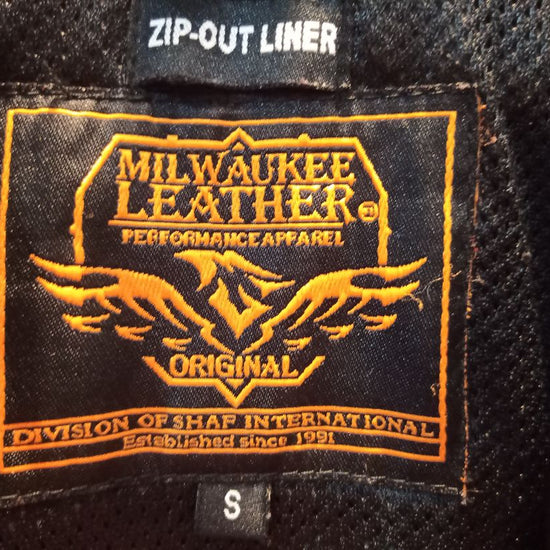 ZIP-OUT LINER
MILWAUKEE
LEATHER ®
PERFORMANCE APPAREL
ORIGINAL
DIVISION OF SHAF INTERNATIONAL
Established since 1991
S